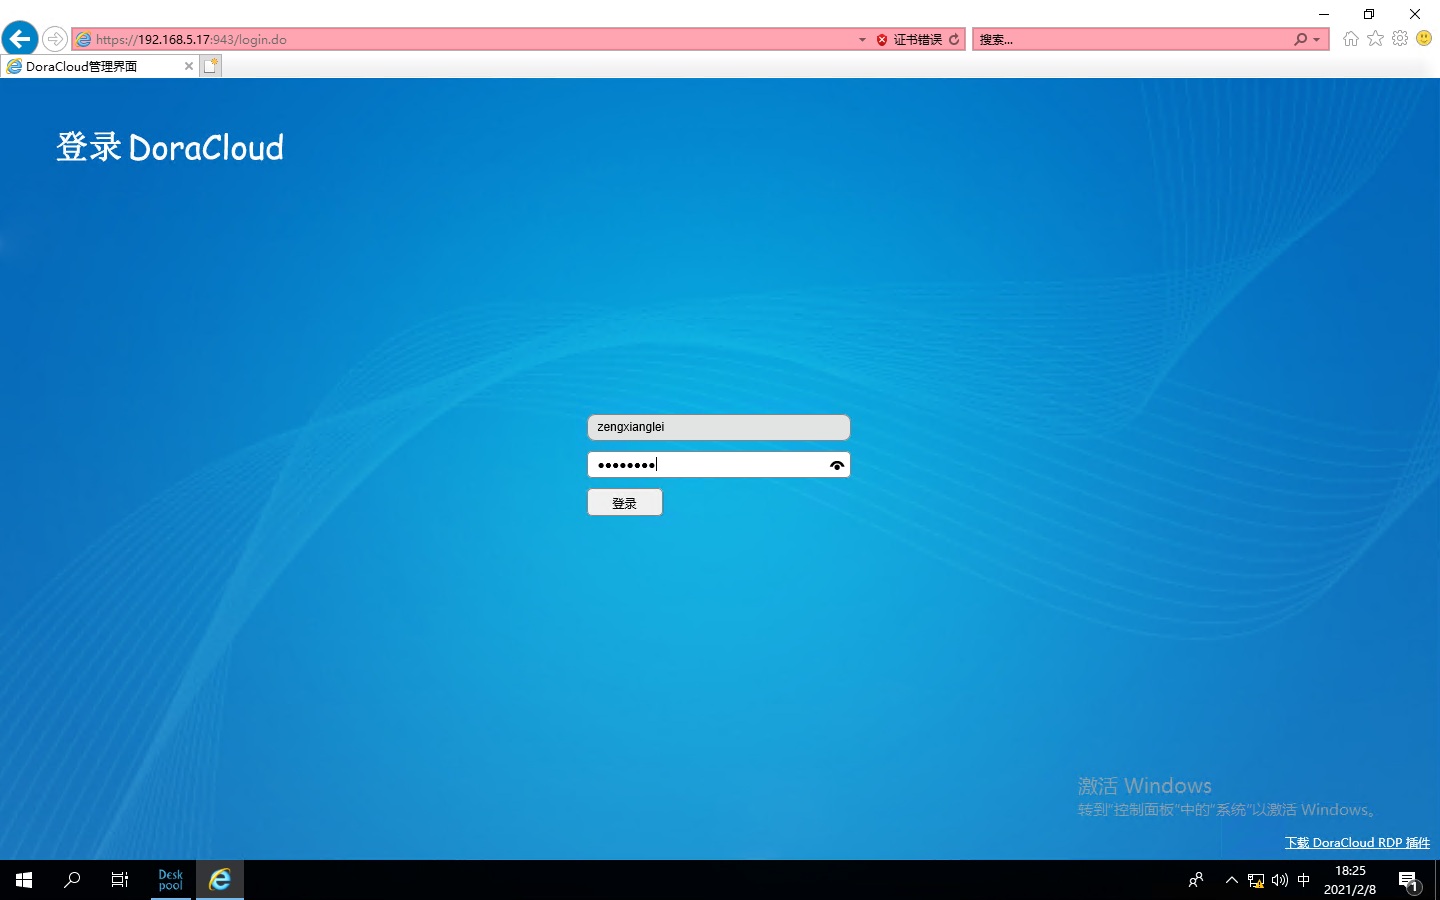 https://192.168.5.17:943/login.do
证书错误
搜索...
DoraCloud管理界面
登录 DoraCloud
zengxianglei
登录
激活 Windows
转到"控制面板"中的"系统"以激活 Windows。
下载 DoraCloud RDP 插件
Desk
pool
中
18:25
2021/2/8
1